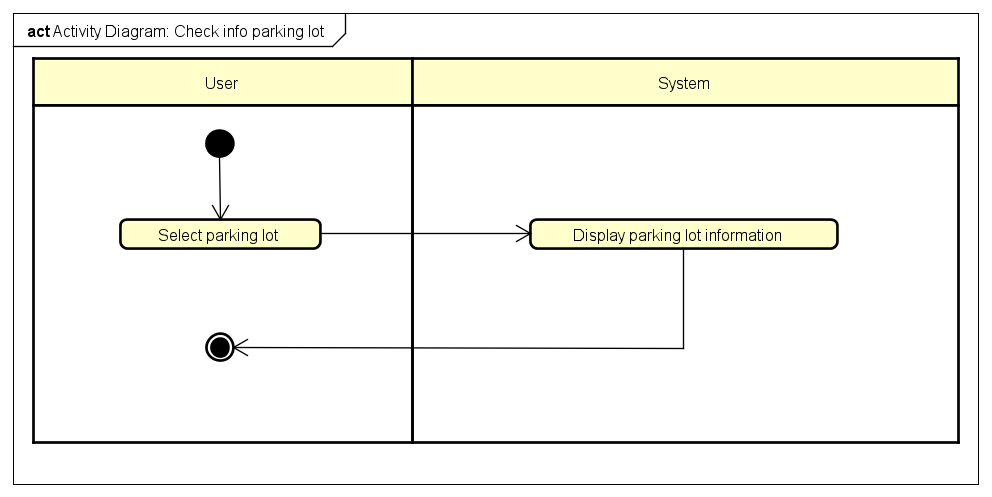 act Activity Diagram: Check info parking lot
User
System
Select parking lot
Display parking lot information